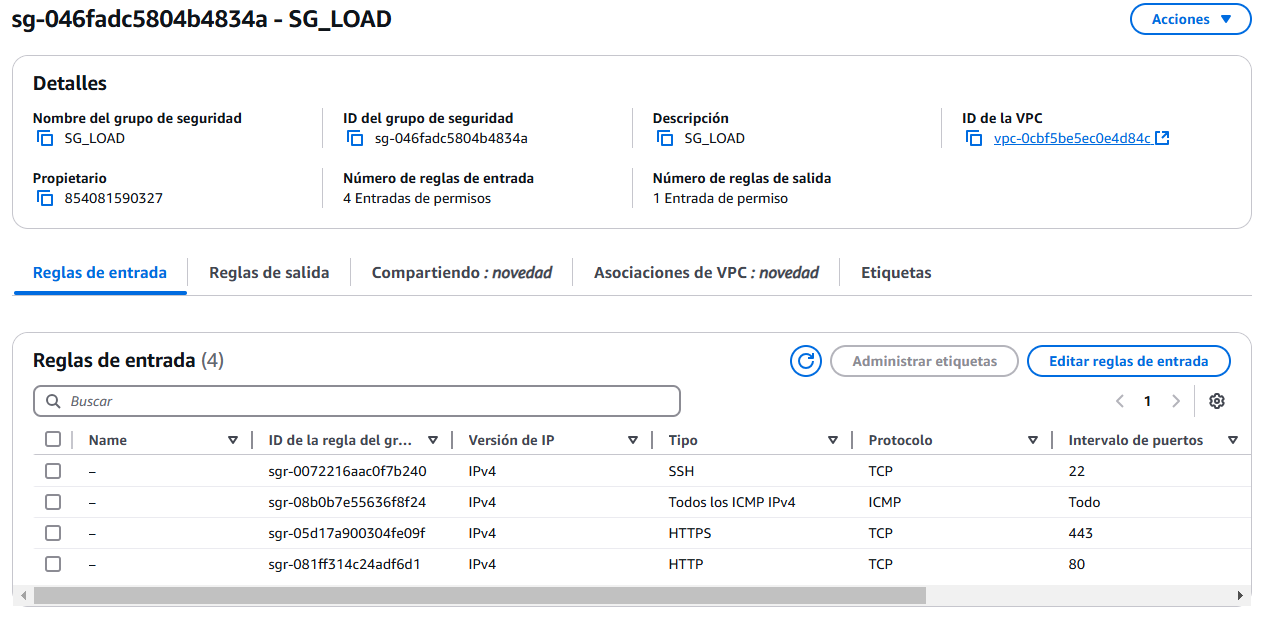 sg-046fadc5804b4834a - SG_LOAD
Acciones
Detalles
Nombre del grupo de seguridad
SG_LOAD
ID del grupo de seguridad
sg-046fadc5804b4834a
Descripción
SG_LOAD
ID de la VPC
vpc-0cbf5be5ec0e4d84c
Propietario
854081590327
Número de reglas de entrada
4 Entradas de permisos
Número de reglas de salida
1 Entrada de permiso
Reglas de entrada Reglas de salida Compartiendo : novedad Asociaciones de VPC : novedad Etiquetas
Reglas de entrada (4)
Administrar etiquetas
Editar reglas de entrada
Buscar
1
Name ID de la regla del gr... Versión de IP Tipo Protocolo Intervalo de puertos
– sgr-0072216aac0f7b240 IPv4 SSH TCP 22
– sgr-08b0b7e55636f8f24 IPv4 Todos los ICMP IPv4 ICMP Todo
– sgr-05d17a900304fe09f IPv4 HTTPS TCP 443
– sgr-081ff314c24adf6d1 IPv4 HTTP TCP 80